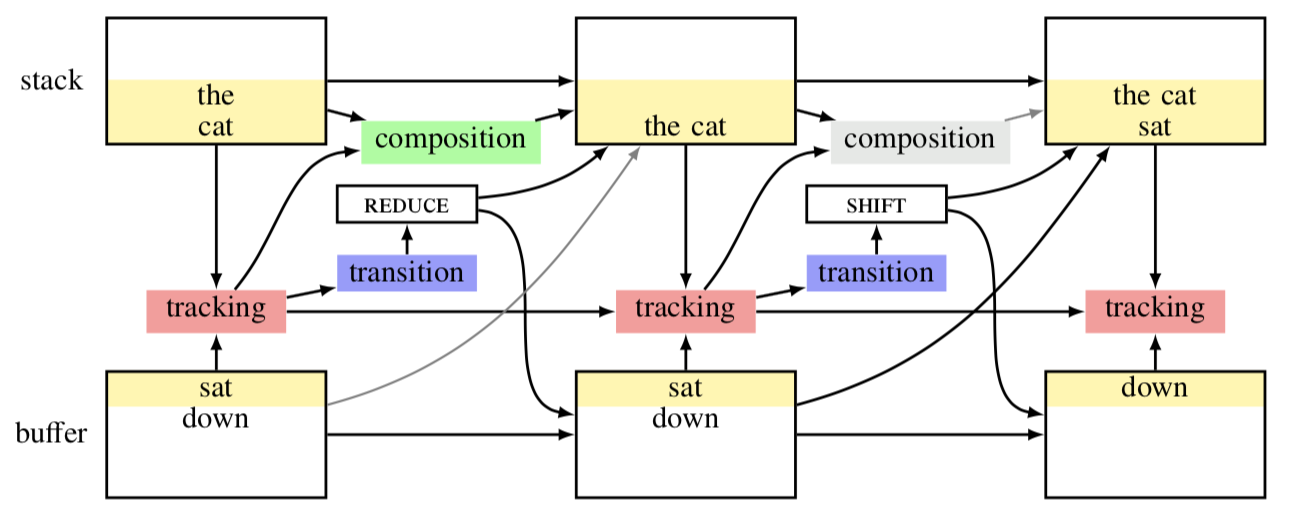 stack
the
cat
composition
the cat
composition
the cat
sat
REDUCE
SHIFT
transition
transition
tracking
tracking
tracking
buffer
sat
down
sat
down
down